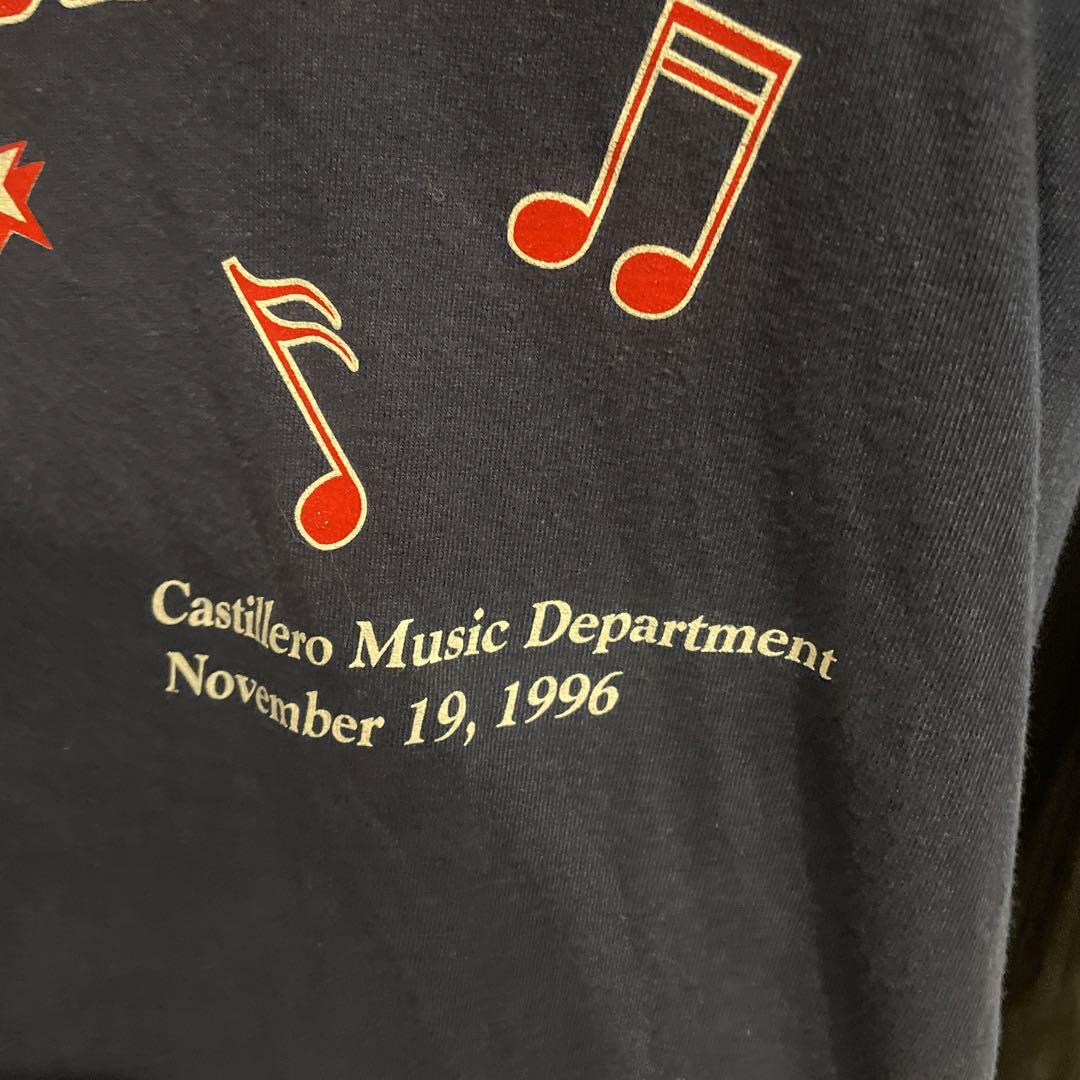 Castillero Music Department
November 19, 1996